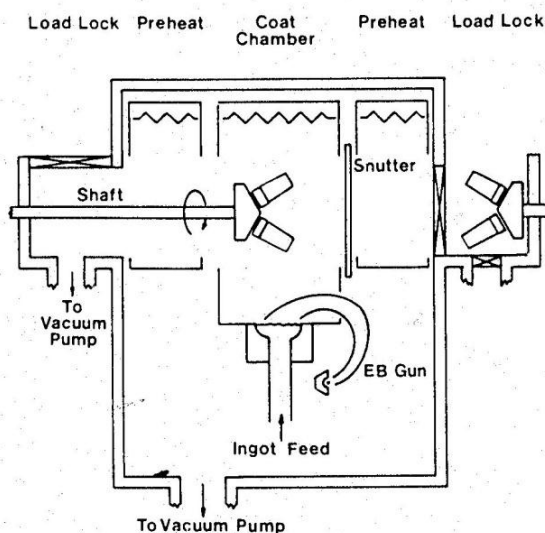 Load Lock Preheat Coat Chamber Preheat Load Lock
Shaft
Snutter
To
Vacuum
Pump
EB Gun
Ingot Feed
To Vacuum Pump